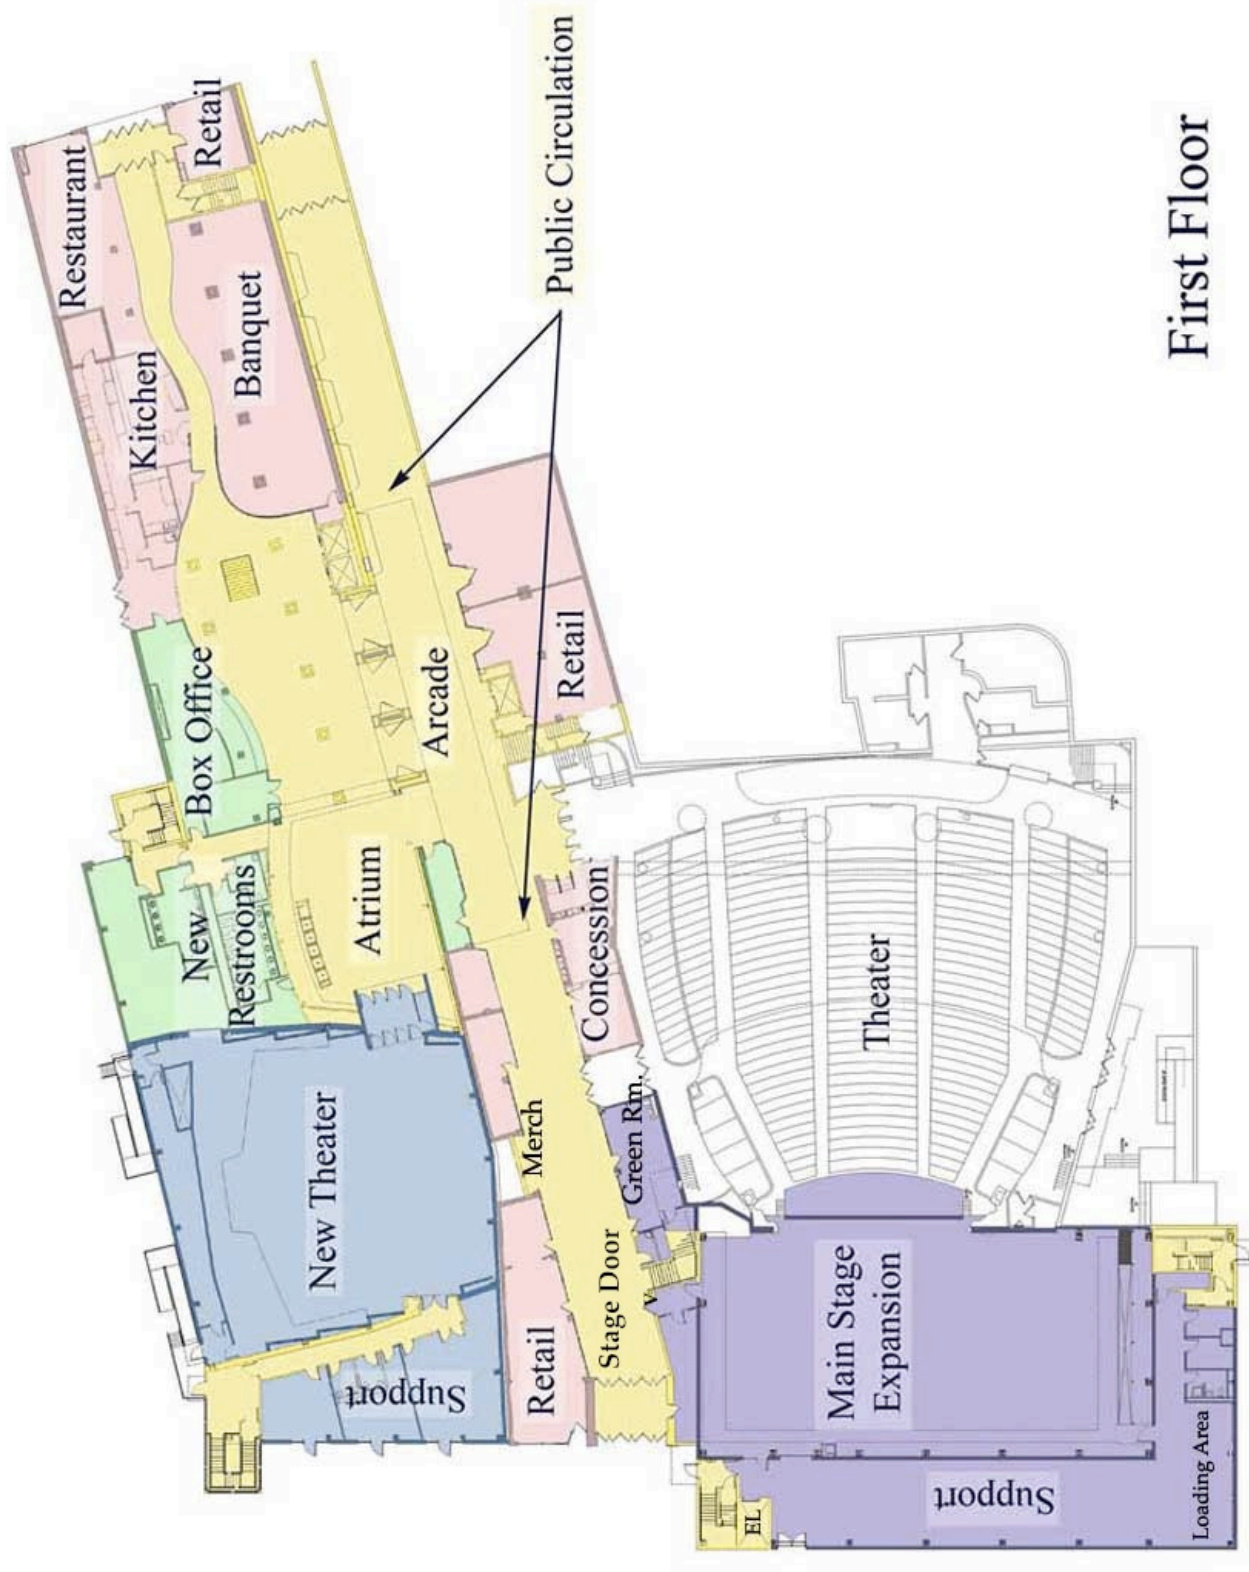 Restaurant
Retail
Kitchen
Banquet
Public Circulation
Box Office
Arcade
Retail
New
Restrooms
Atrium
Concession
Theater
New Theater
Merch
Green Rm.
Stage Door
V
Retail
Support
Main Stage
Expansion
Support
EL
Loading Area
First Floor